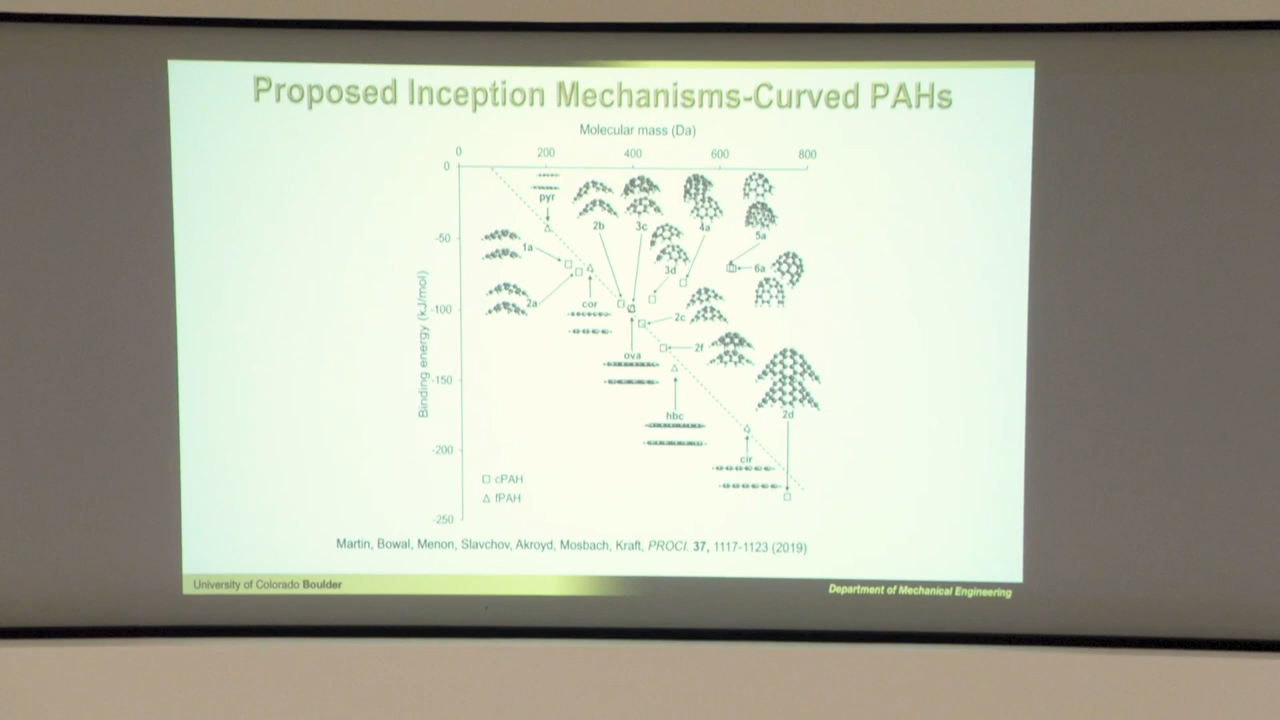 Proposed Inception Mechanisms-Curved PAHs
Molecular mass (Da)
0 200 400 600 800
0
-50
-100
-150
-200
-250
Binding energy (kJ/mol)
pyr
1a
2a
cor
2b
3c
3d
4a
5a
6a
2c
2f
ova
hbc
cir
2d
cPAH
fPAH
Martin, Bowal, Menon, Slavchov, Akroyd, Mosbach, Kraft, PROCI. 37, 1117-1123 (2019)
University of Colorado Boulder
Department of Mechanical Engineering